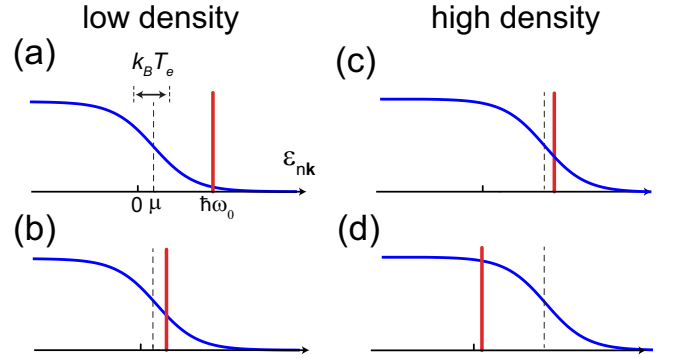 low density
high density
(a)
k_B T_e
(c)
ε_nk
0 μ ħω_0
(b)
(d)